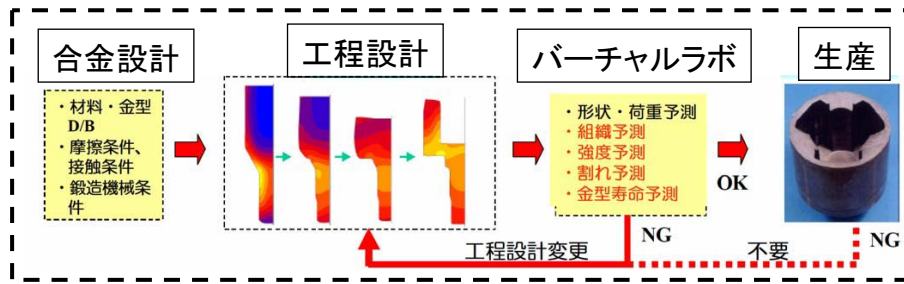 合金設計
工程設計
バーチャルラボ
生産
・材料・金型
D/B
・摩擦条件、
接触条件
・鍛造機械条
件
・形状・荷重予測
・組織予測
・強度予測
・割れ予測
・金型寿命予測
OK
NG
NG
工程設計変更
不要